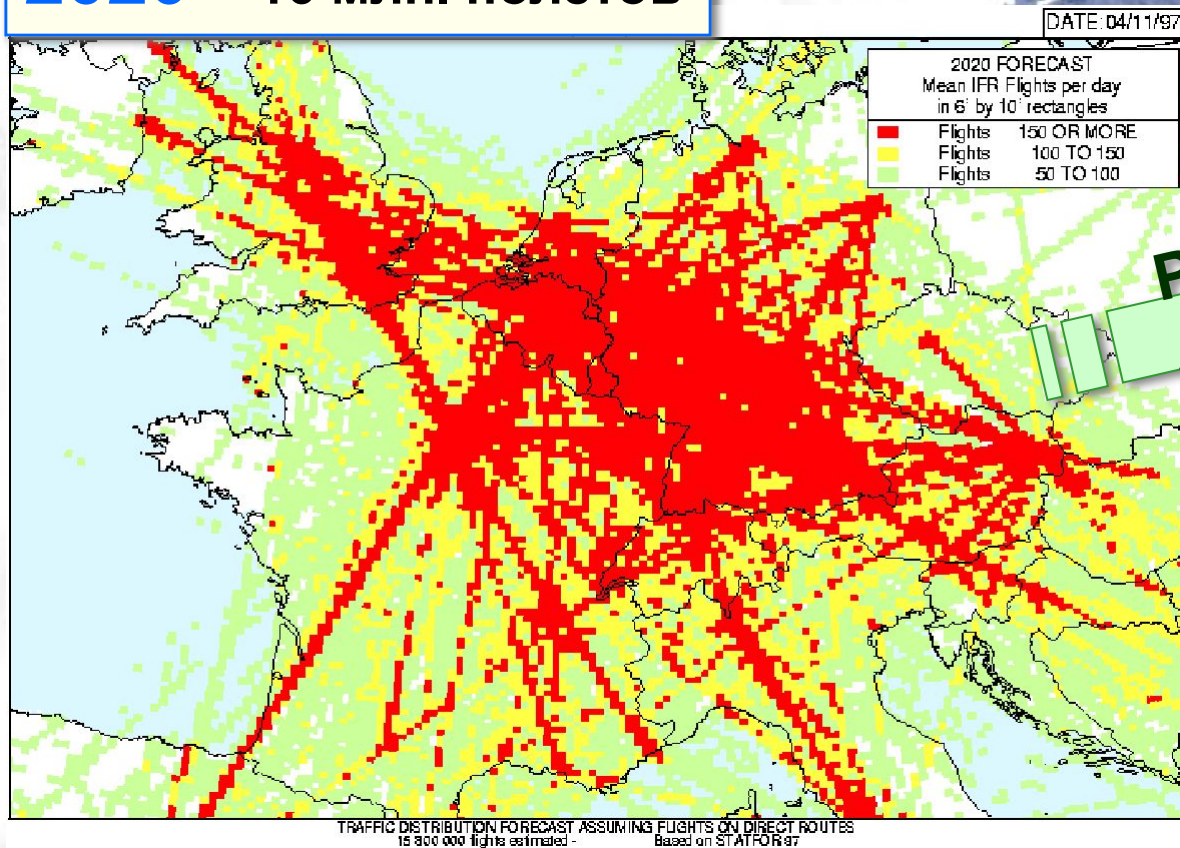 DATE: 04/11/97
2020 FORECAST
Mean IFR Flights per day
in 6' by 10' rectangles
Flights 150 OR MORE
Flights 100 TO 150
Flights 50 TO 100
TRAFFIC DISTRIBUTION FORECAST ASSUMING FLIGHTS ON DIRECT ROUTES
flights estimated - Based on STATFOR 97